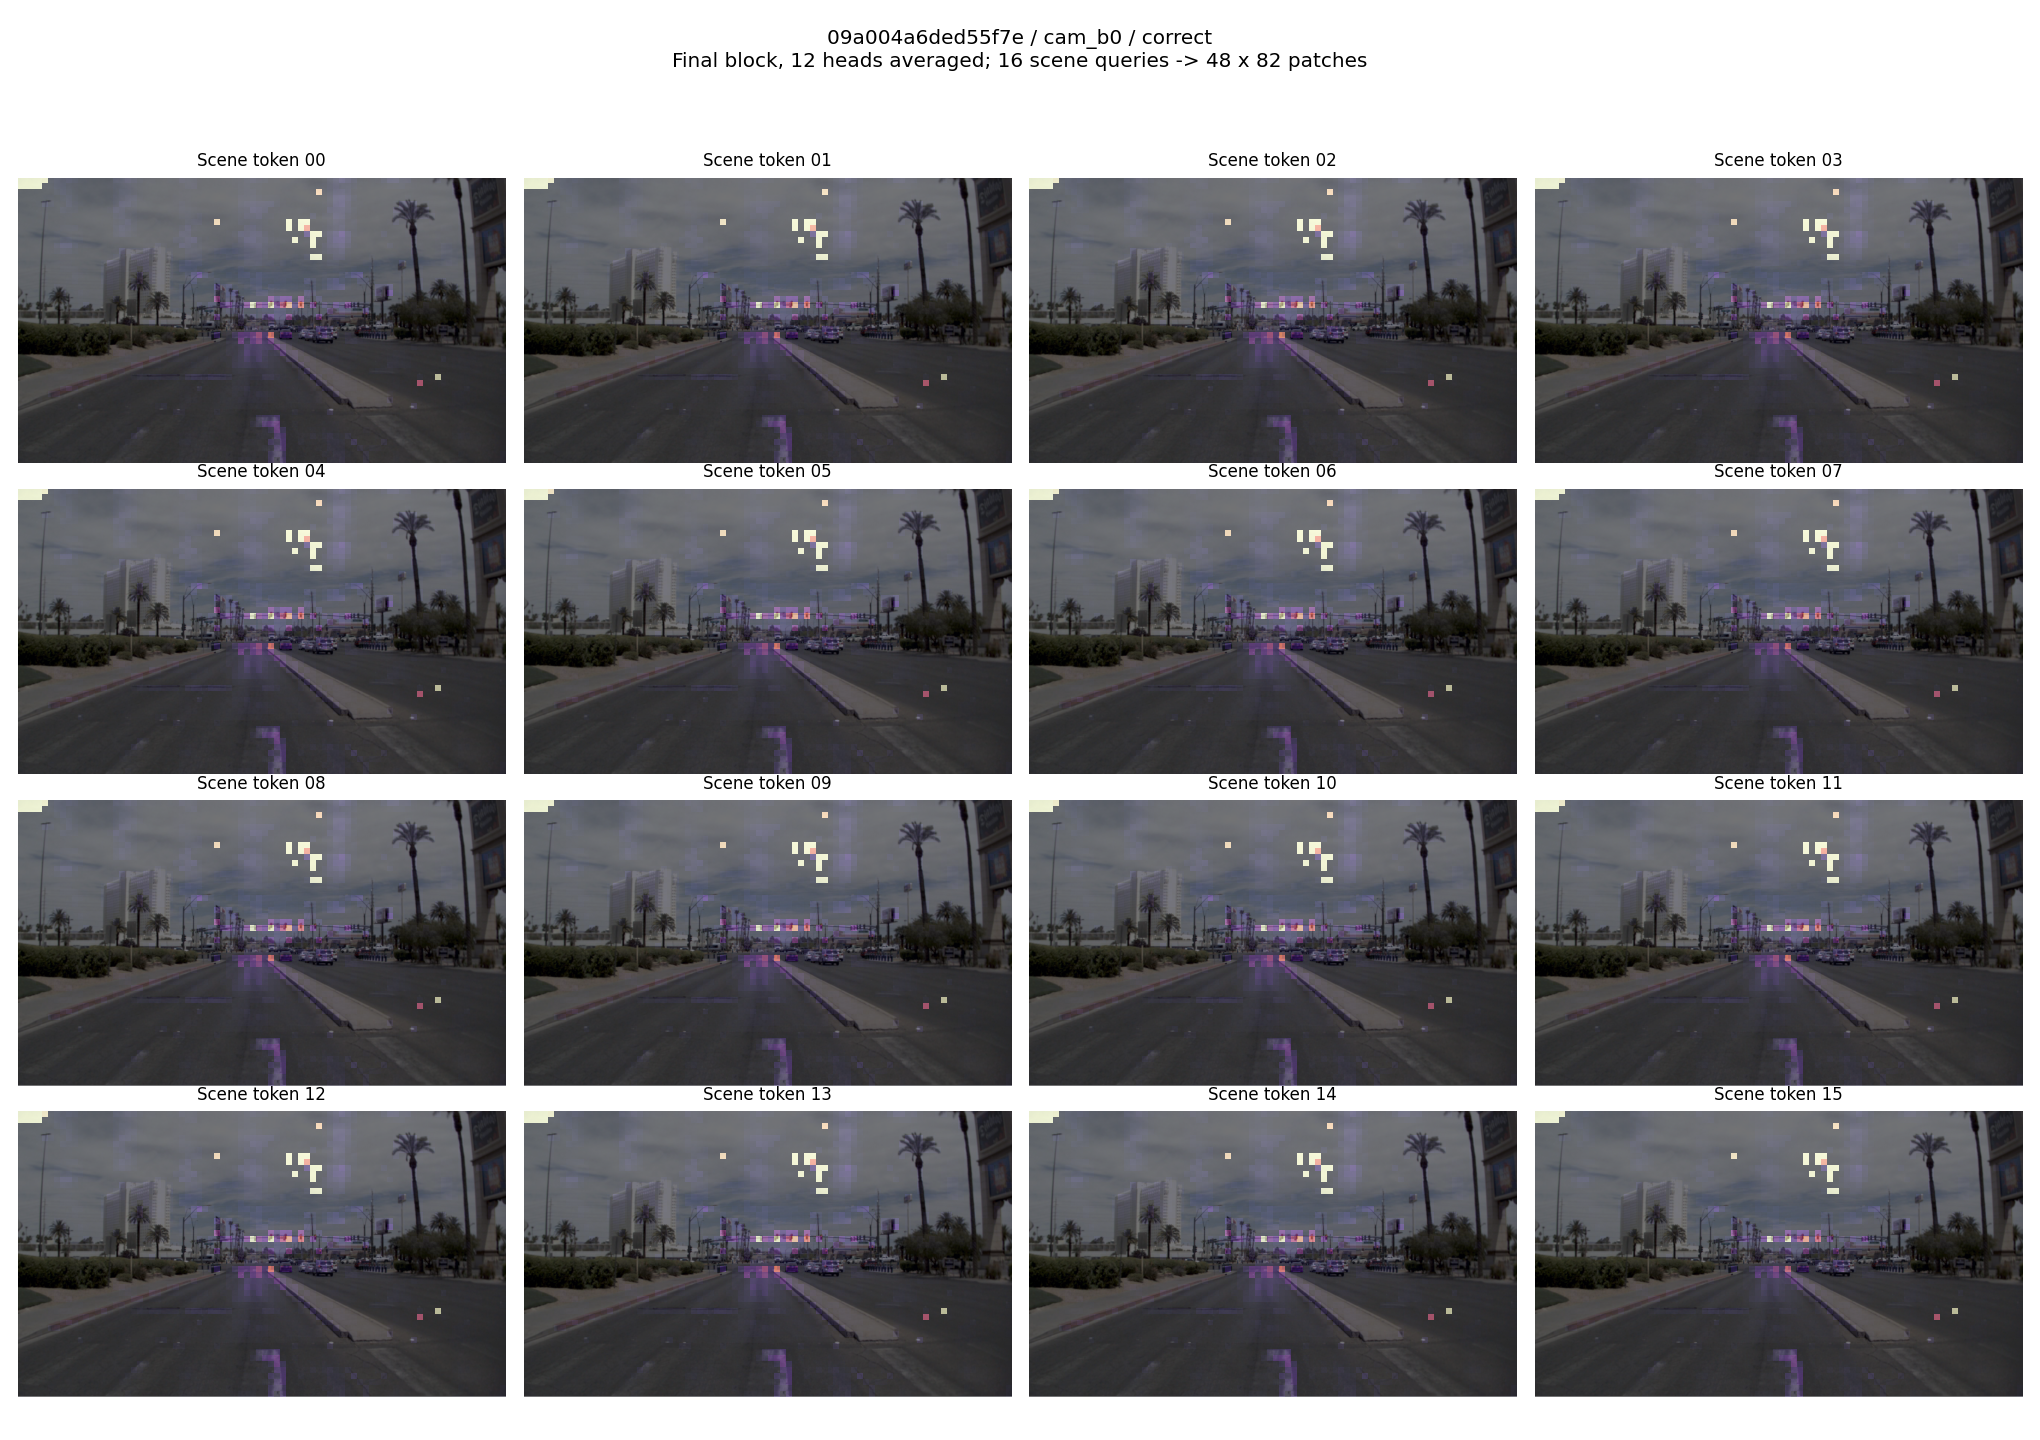 09a004a6ded55f7e / cam_b0 / correct
Final block, 12 heads averaged; 16 scene queries -> 48 x 82 patches
Scene token 00
Scene token 01
Scene token 02
Scene token 03
Scene token 04
Scene token 05
Scene token 06
Scene token 07
Scene token 08
Scene token 09
Scene token 10
Scene token 11
Scene token 12
Scene token 13
Scene token 14
Scene token 15